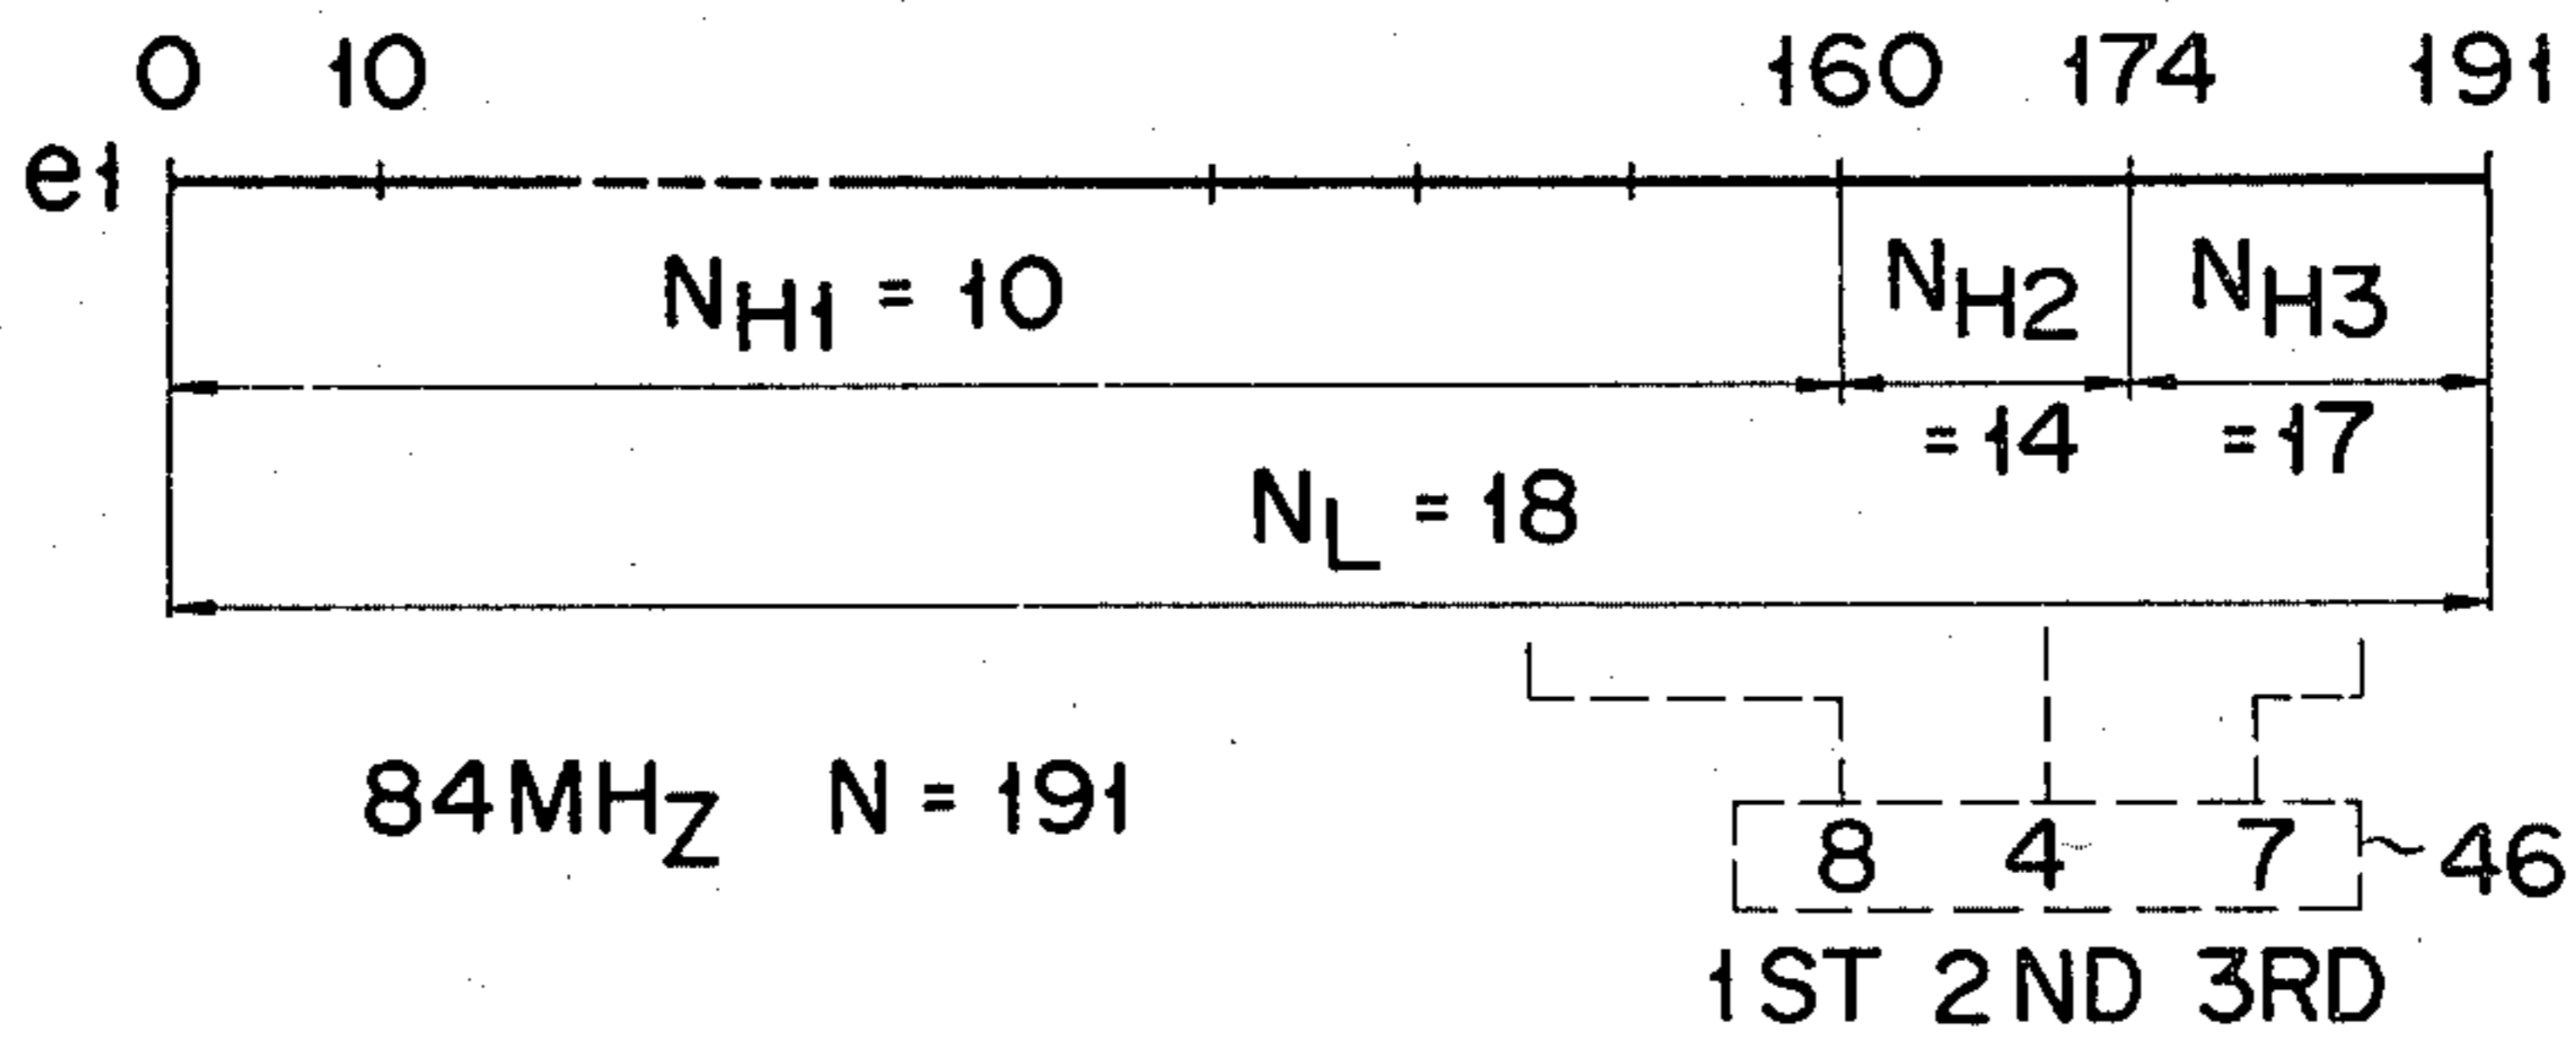 0 10 160 174 191
e1
NH1 = 10 NH2 = 14 NH3 = 17
NL = 18
84MHZ N = 191
8 4 7 46
1ST 2ND 3RD